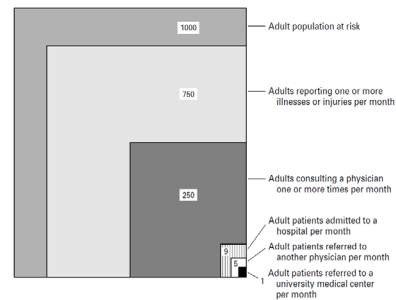 1000
Adult population at risk
750
Adults reporting one or more
illnesses or injuries per month
250
Adults consulting a physician
one or more times per month
9
Adult patients admitted to a
hospital per month
5
Adult patients referred to
another physician per month
1
Adult patients referred to a
university medical center
per month